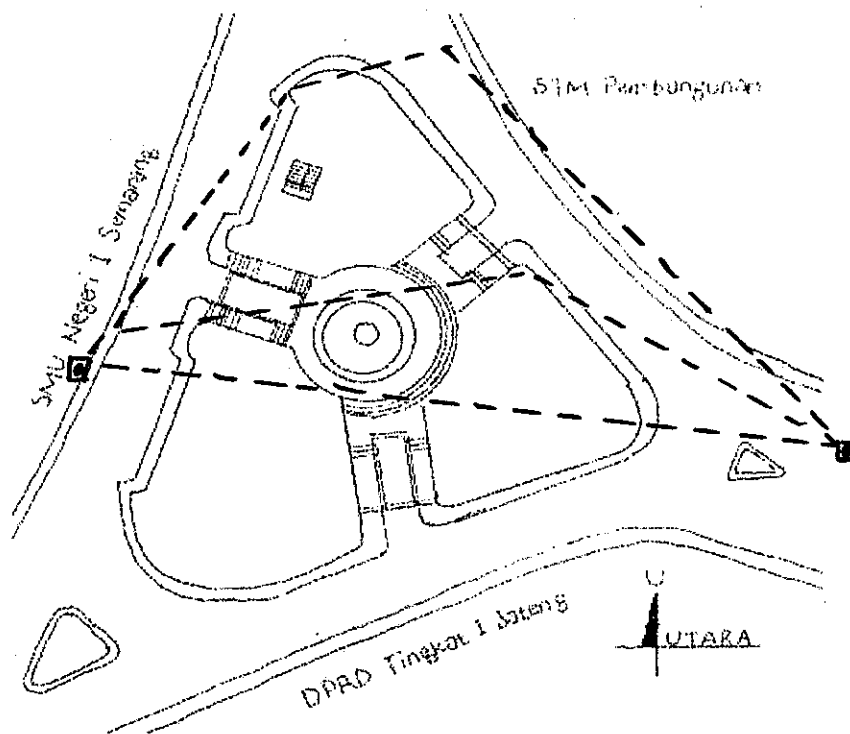 STM Pembangunan
SMU Negeri I Semarang
DPRD Tingkat I Jateng
U
UTARA